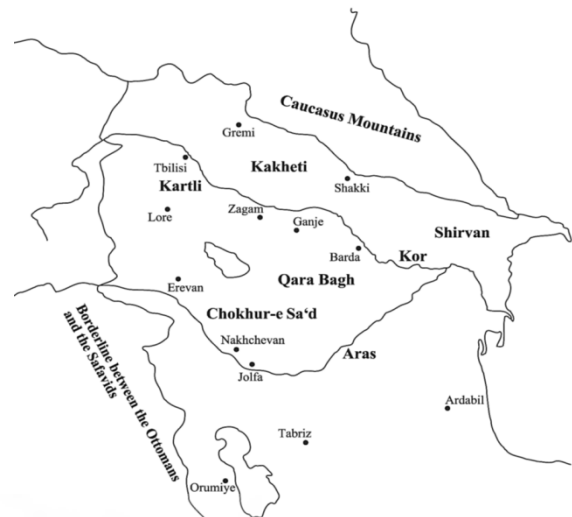 Caucasus Mountains
Gremi
Tbilisi
Kakheti
Kartli
Shakki
Lore
Zagam
Ganje
Shirvan
Barda
Kor
Erevan
Qara Bagh
Chokhur-e Sa‘d
Nakhchevan
Aras
Jolfa
Borderline between the Ottomans
and the Safavids
Ardabil
Tabriz
Orumiye